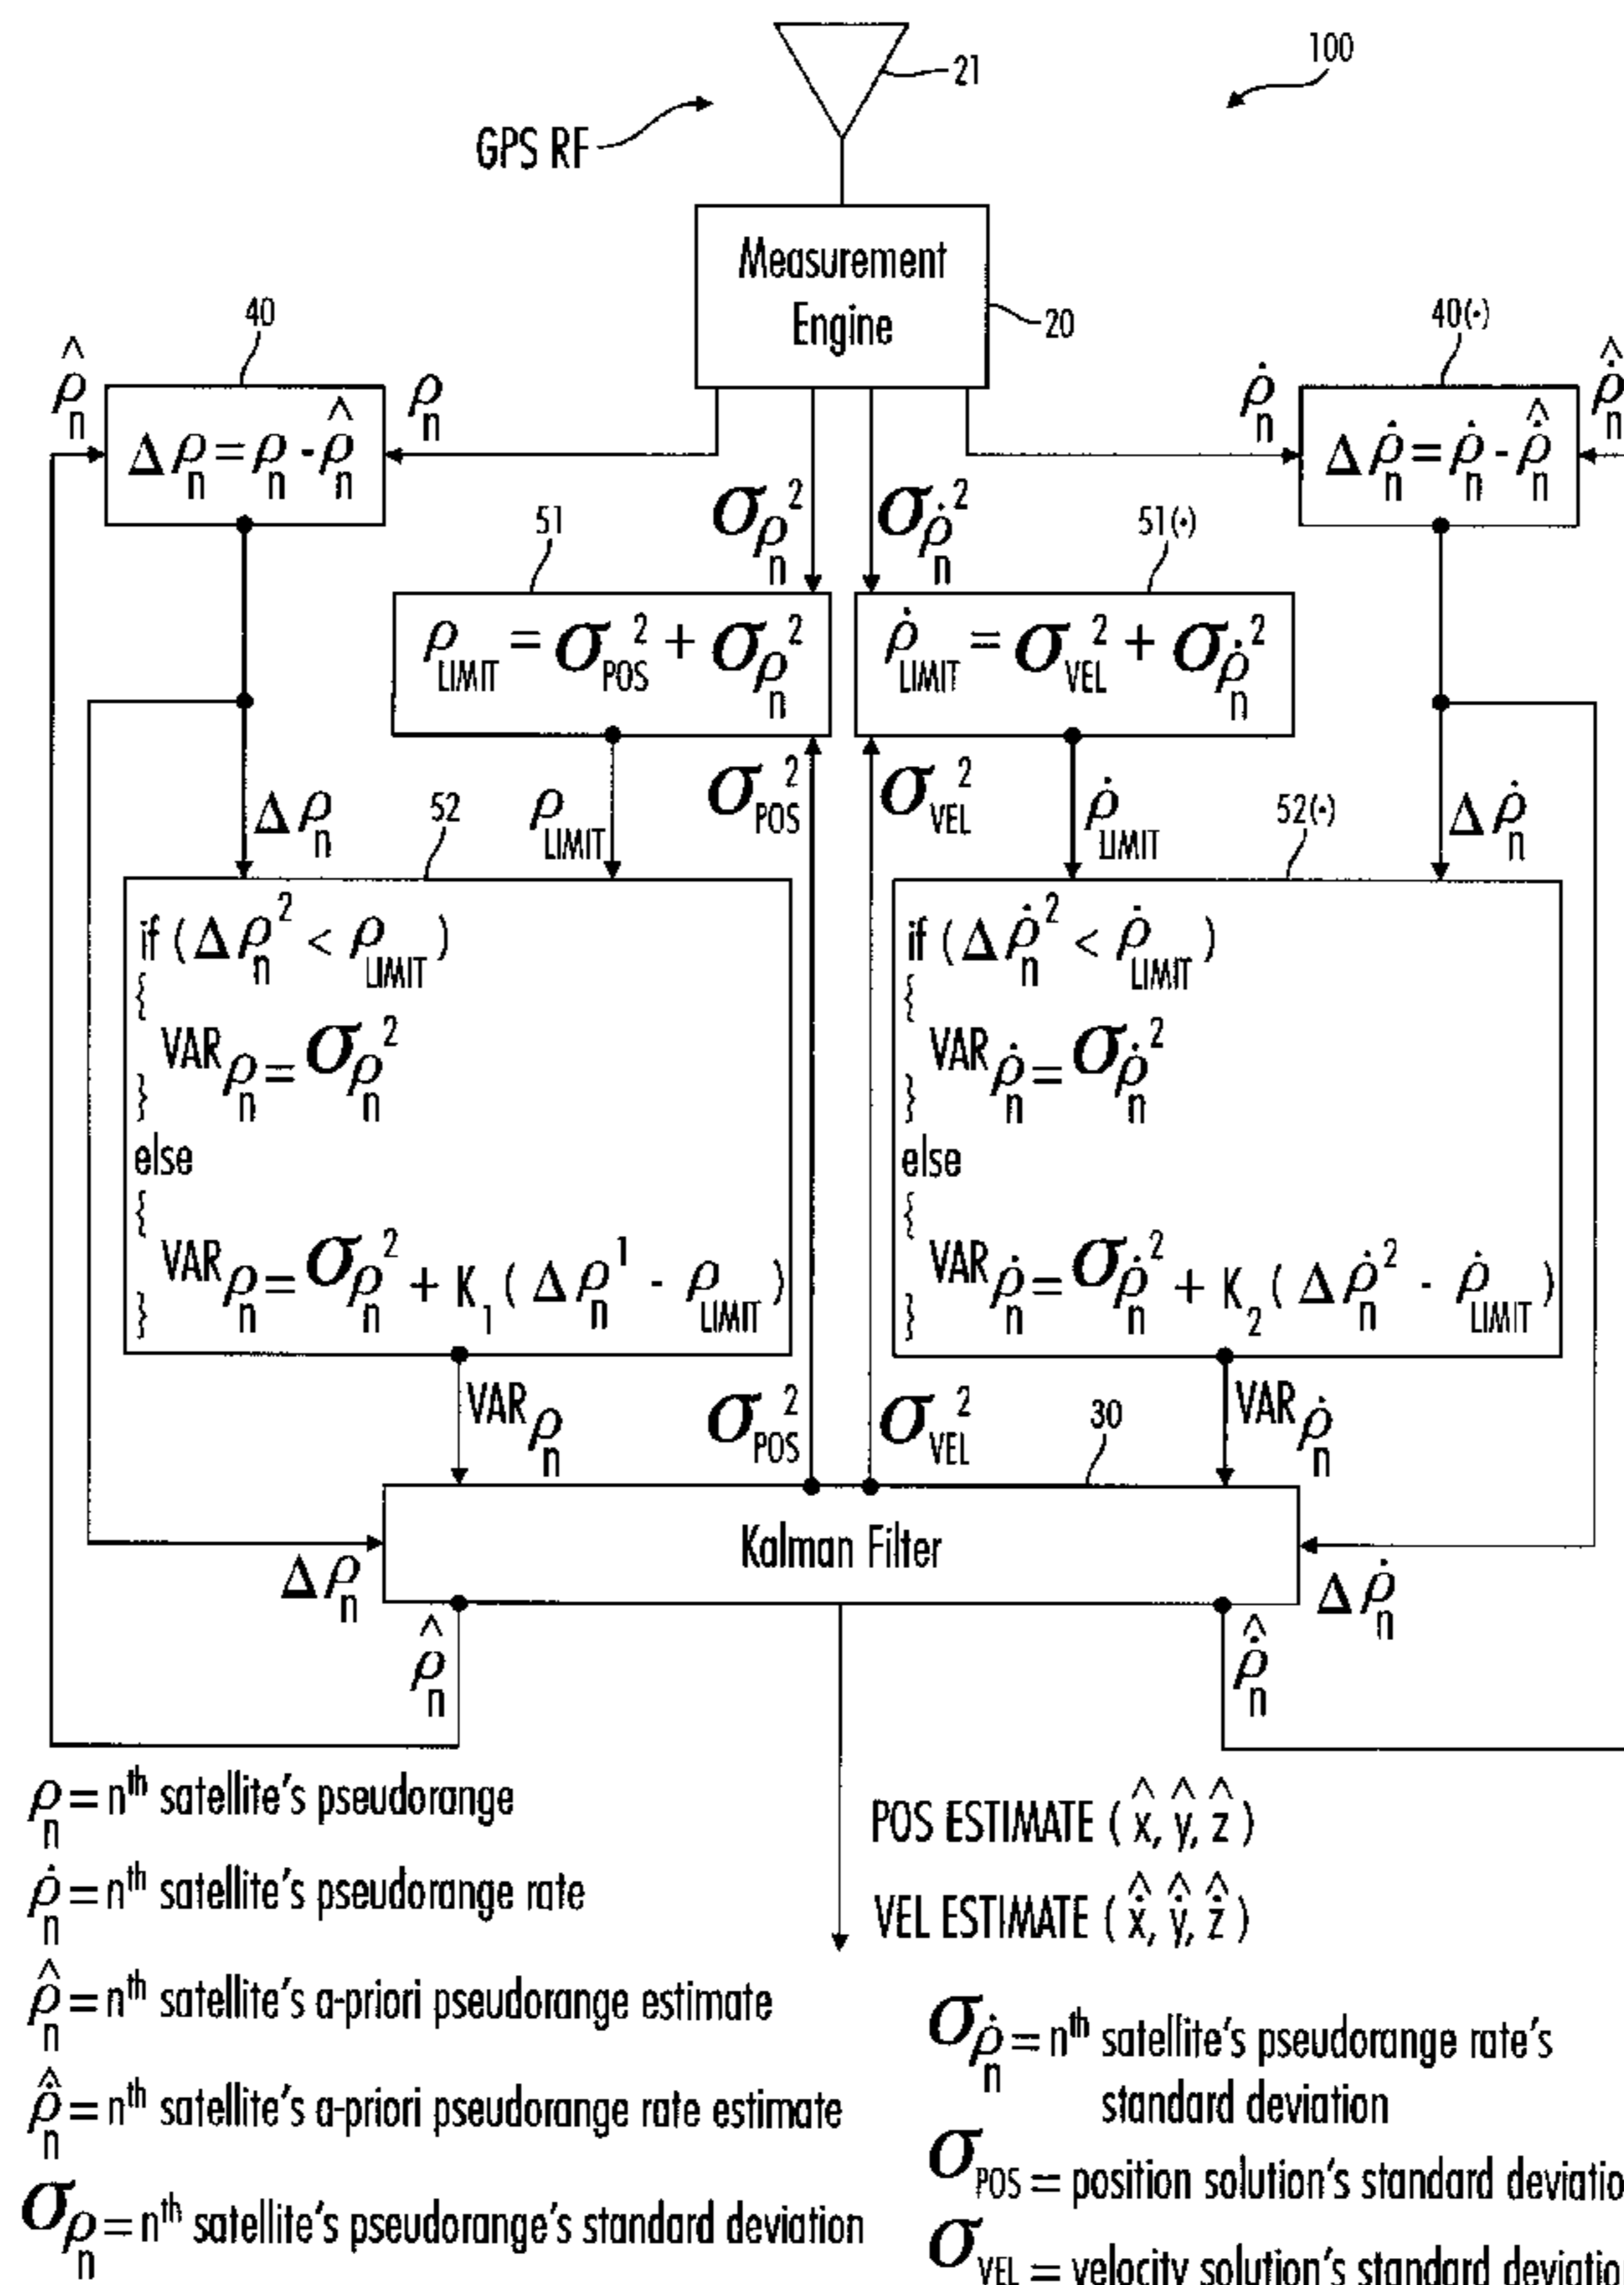 100
21
GPS RF
Measurement
Engine
20
40
40(·)
ρ̂n
ρn
ρ̇n
ρ̇̂n
Δρn = ρn - ρ̂n
Δρ̇n = ρ̇n - ρ̇̂n
σρn²
σρ̇n²
51
51(·)
ρLIMIT = σPOS² + σρn²
ρ̇LIMIT = σVEL² + σρ̇n²
Δρn
52
ρLIMIT
σPOS²
σVEL²
ρ̇LIMIT
52(·)
Δρ̇n
if (Δρn² < ρLIMIT)
{
VARρn = σρn²
}
else
{
VARρn = σρn² + K1(Δρn¹ - ρLIMIT)
}
if (Δρ̇n² < ρ̇LIMIT)
{
VARρ̇n = σρ̇n²
}
else
{
VARρ̇n = σρ̇n² + K2(Δρ̇n² - ρ̇LIMIT)
}
VARρn
σPOS²
σVEL²
30
VARρ̇n
Kalman Filter
Δρn
Δρ̇n
ρ̂n
ρ̇̂n
ρn = nth satellite's pseudorange
ρ̇n = nth satellite's pseudorange rate
ρ̂n = nth satellite's a-priori pseudorange estimate
ρ̇̂n = nth satellite's a-priori pseudorange rate estimate
σρn = nth satellite's pseudorange's standard deviation
POS ESTIMATE (x̂, ŷ, ẑ)
VEL ESTIMATE (ẋ̂, ẏ̂, ż̂)
σρ̇n = nth satellite's pseudorange rate's
standard deviation
σPOS = position solution's standard deviatio
σVEL = velocity solution's standard deviatio